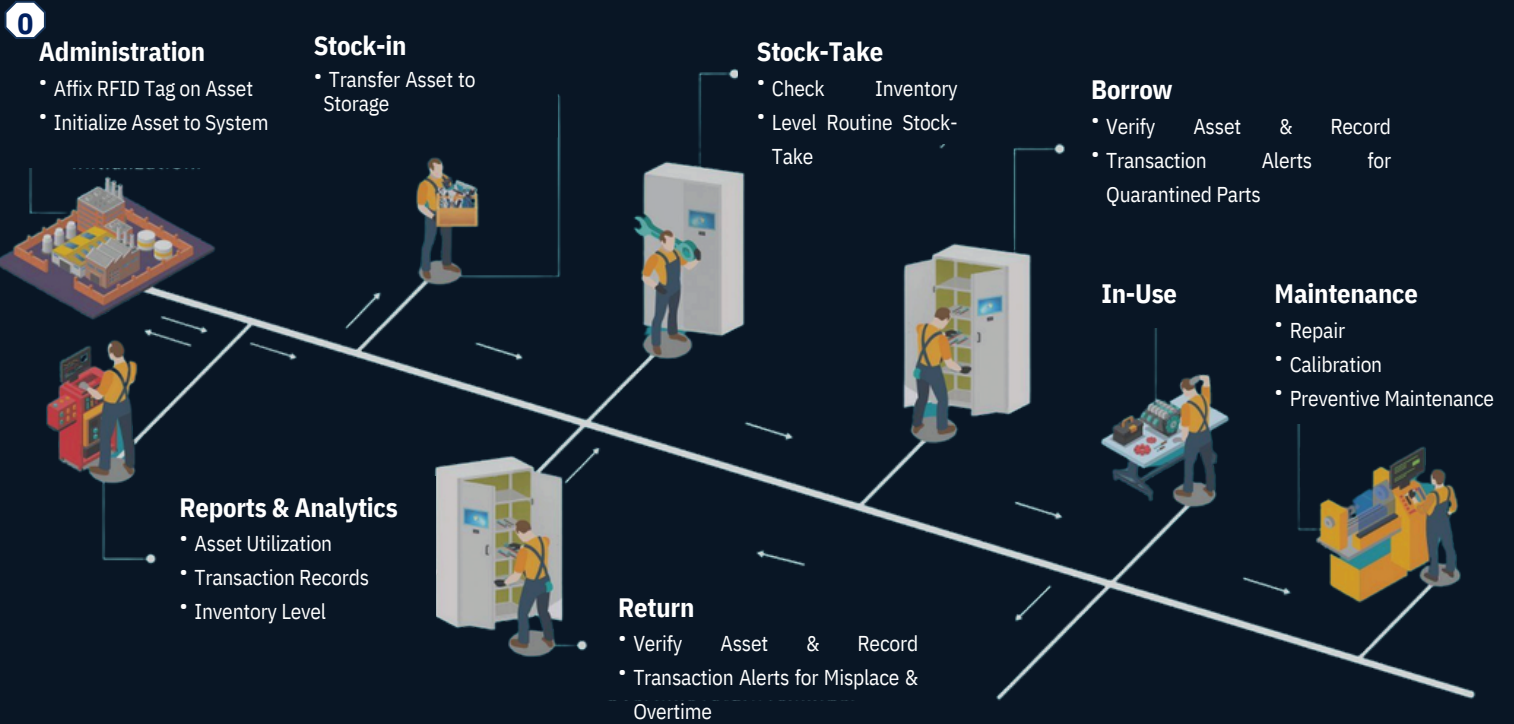 0
Administration
Affix RFID Tag on Asset
Initialize Asset to System
Stock-in
Transfer Asset to
Storage
Stock-Take
Check Inventory
Level Routine Stock-
Take
Borrow
Verify Asset & Record
Transaction Alerts for
Quarantined Parts
In-Use
Maintenance
Repair
Calibration
Preventive Maintenance
Reports & Analytics
Asset Utilization
Transaction Records
Inventory Level
Return
Verify Asset & Record
Transaction Alerts for Misplace &
Overtime